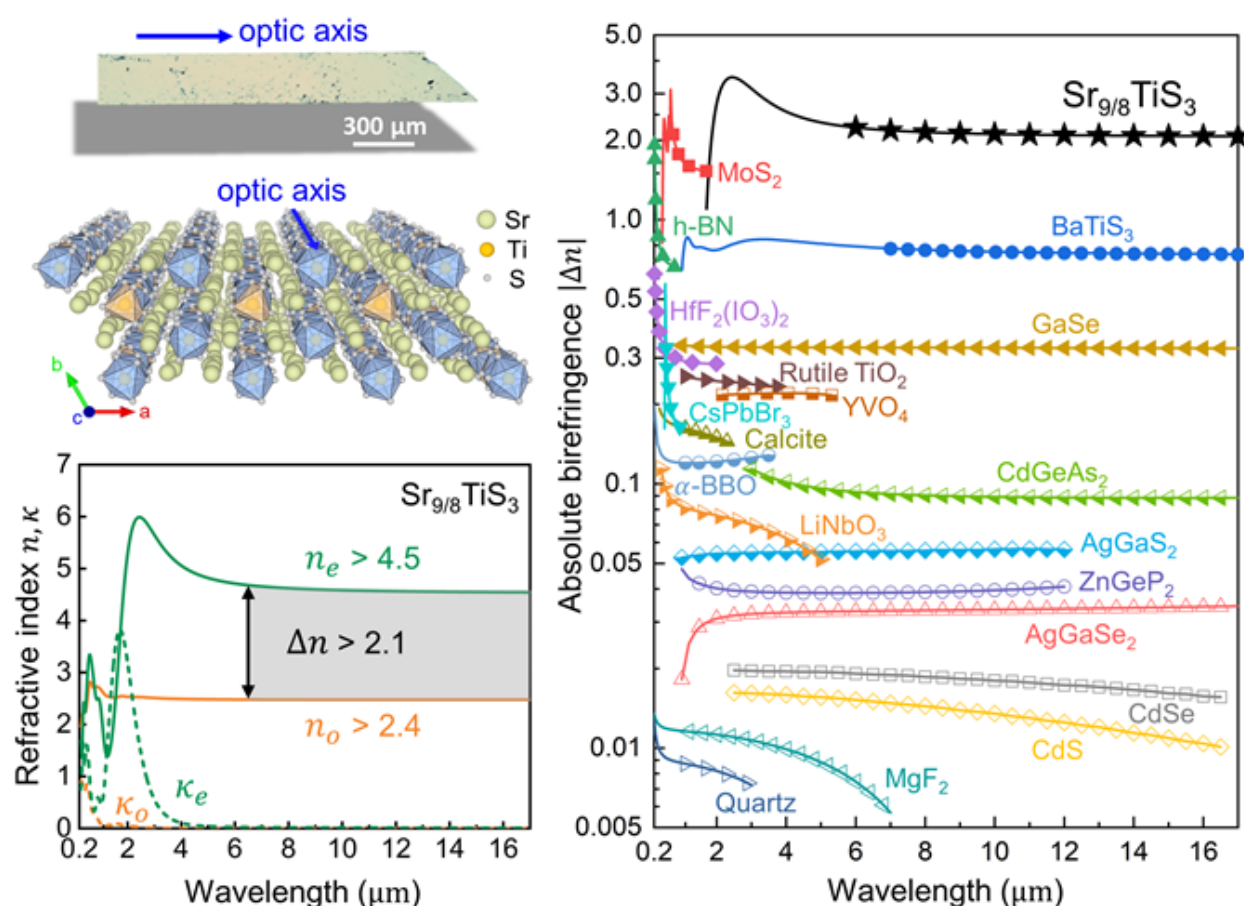 optic axis
300 μm
optic axis
Sr
Ti
S
b
c
a
7
6
5
4
3
2
1
0
Refractive index n, κ
Sr9/8TiS3
nₑ > 4.5
Δn > 2.1
nₒ > 2.4
κₒ
κₑ
0.2 2 4 6 8 10 12 14 16
Wavelength (μm)
5.0
3.0
2.0
1.0
0.5
0.3
0.1
0.05
0.01
0.005
Absolute birefringence |Δn|
Sr9/8TiS₃
MoS₂
h-BN
BaTiS₃
HfF₂(IO₃)₂
GaSe
Rutile TiO₂
YVO₄
CsPbBr₃
Calcite
α-BBO
CdGeAs₂
LiNbO₃
AgGaS₂
ZnGeP₂
AgGaSe₂
CdSe
CdS
MgF₂
Quartz
0.2 2 4 6 8 10 12 14 16
Wavelength (μm)